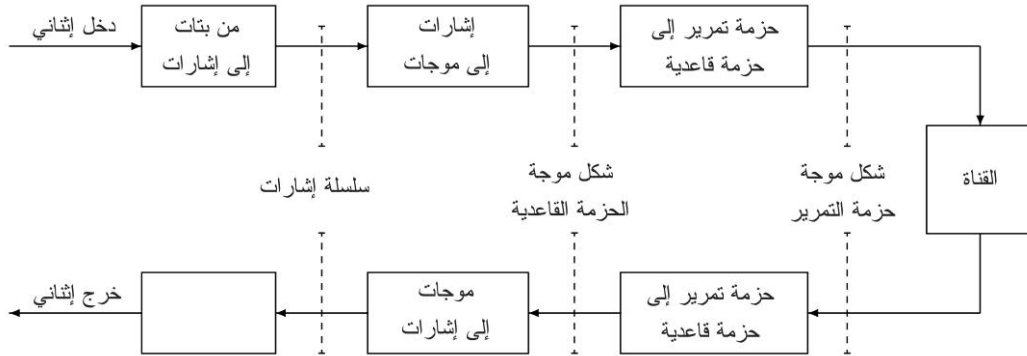 دخل إثناني
من بتات
إلى إشارات
إشارات
إلى موجات
حزمة تمرير إلى
حزمة قاعدية
القناة
سلسلة إشارات
شكل موجة
الحزمة القاعدية
شكل موجة
حزمة التمرير
خرج إثناني
موجات
إلى إشارات
حزمة تمرير إلى
حزمة قاعدية